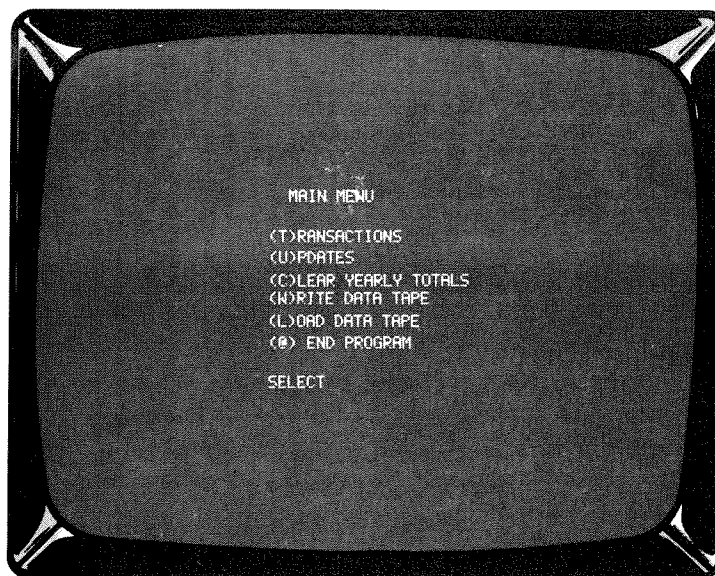 MAIN MENU
(T)RANSACTIONS
(U)PDATES
(C)LEAR YEARLY TOTALS
(W)RITE DATA TAPE
(L)OAD DATA TAPE
(@) END PROGRAM
SELECT